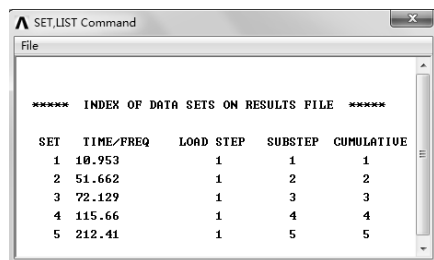 SET,LIST Command
File
***** INDEX OF DATA SETS ON RESULTS FILE *****
SET TIME/FREQ LOAD STEP SUBSTEP CUMULATIVE
1 10.953 1 1 1
2 51.662 1 2 2
3 72.129 1 3 3
4 115.66 1 4 4
5 212.41 1 5 5